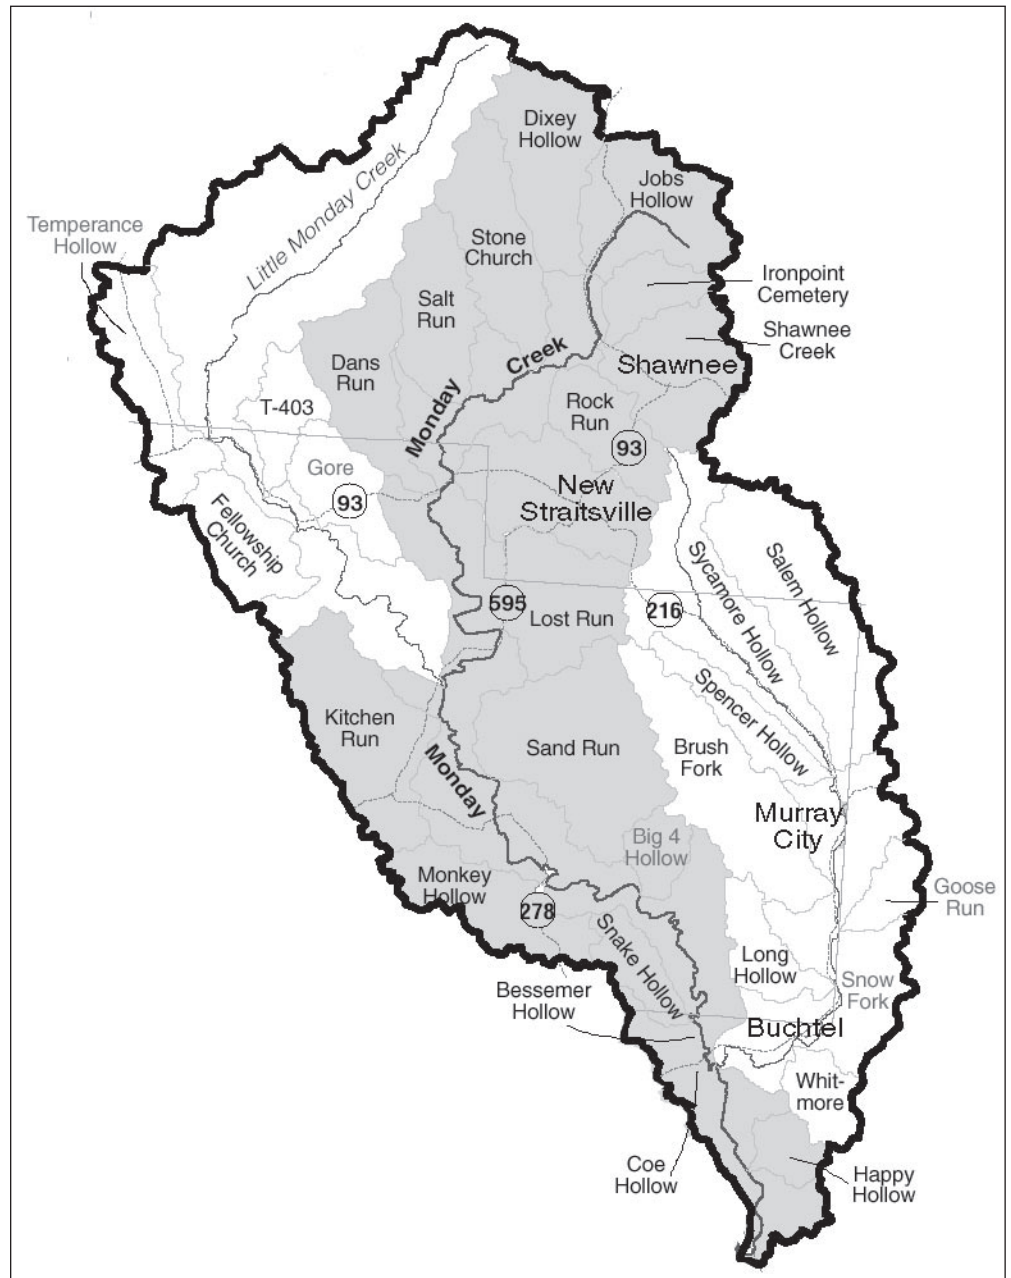 Dixey
Hollow
Jobs
Hollow
Little Monday Creek
Temperance
Hollow
Stone
Church
Ironpoint
Cemetery
Salt
Run
Shawnee
Creek
Creek
Shawnee
Dans
Run
Monday
T-403
Rock
Run
93
Gore
93
New
Straitsville
Fellowship
Church
Sycamore Hollow
Salem Hollow
595
Lost Run
216
Spencer Hollow
Kitchen
Run
Sand Run
Brush
Fork
Monday
Murray
City
Big 4
Hollow
Monkey
Hollow
Goose
Run
278
Snake Hollow
Long
Hollow
Snow
Fork
Bessemer
Hollow
Buchtel
Whit-
more
Coe
Hollow
Happy
Hollow